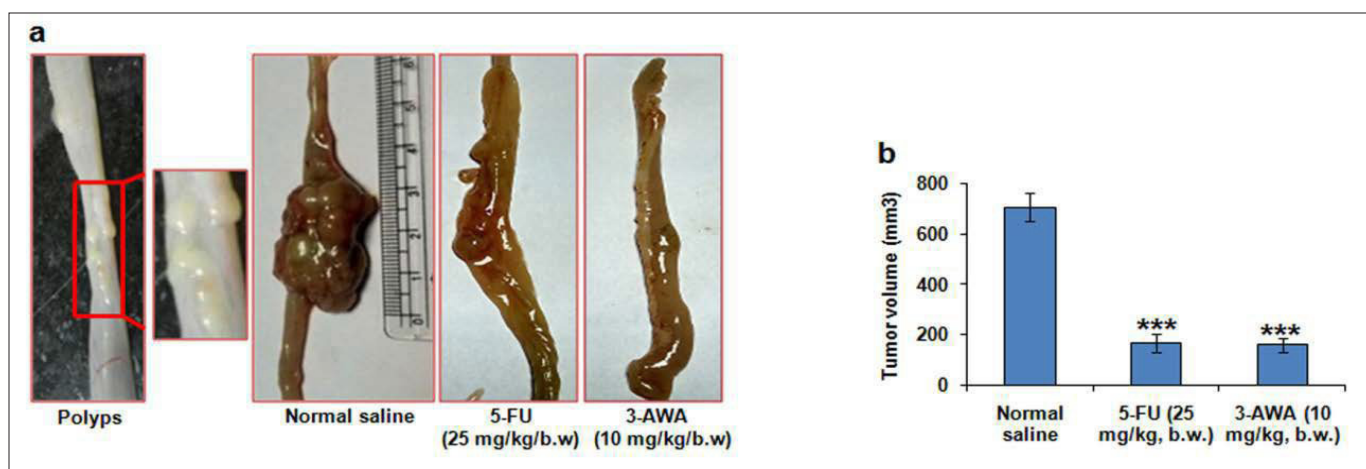 a
Polyps
Normal saline
5-FU
(25 mg/kg/b.w)
3-AWA
(10 mg/kg/b.w)
b
Tumor volume (mm3)
800
600
400
200
0
***
***
Normal
saline
5-FU (25
mg/kg, b.w.)
3-AWA (10
mg/kg, b.w.)